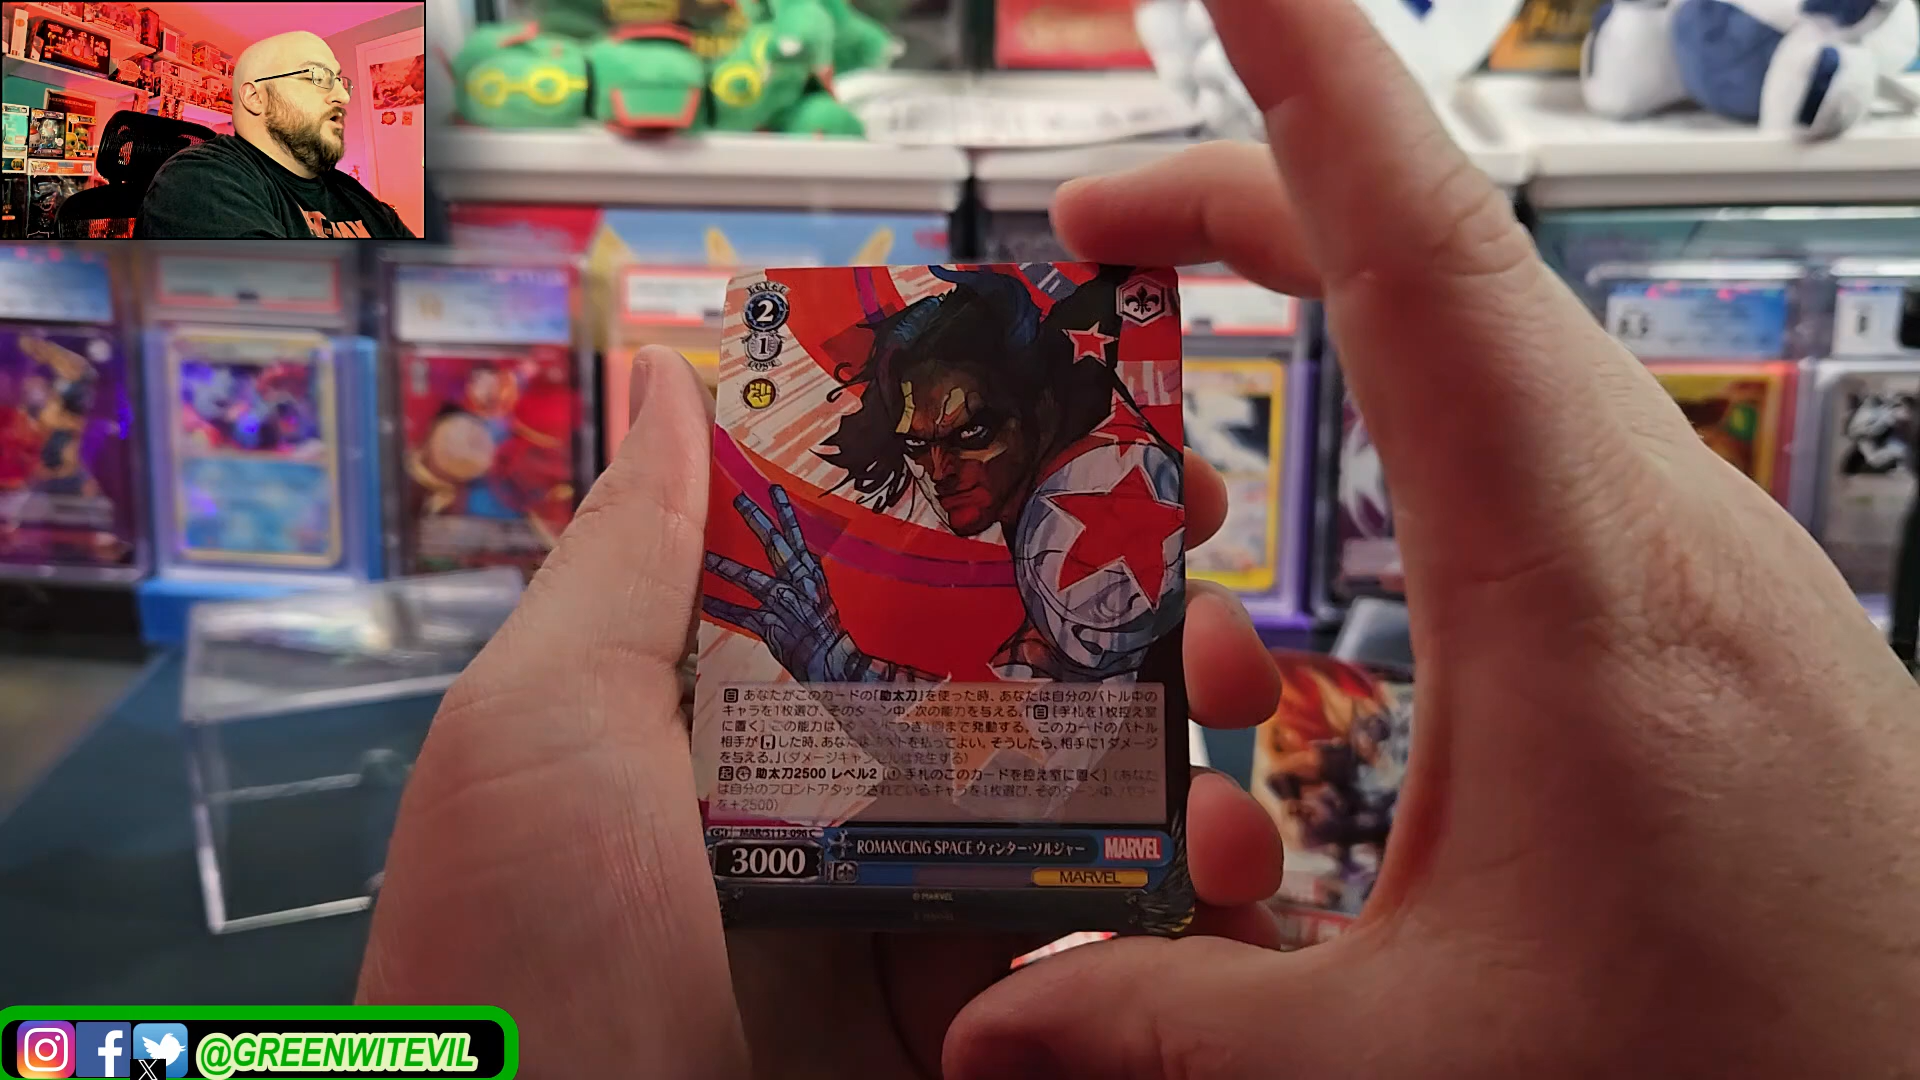 2
1
COST
目 あなたがこのカードの「助太刀」を使った時、あなたは自分のバトル中の
キャラを1枚選び、そのターン中、次の能力を与える。『目 [手札を1枚控え室
に置く] この能力は1ターンにつき1回まで発動する。このカードのバトル
相手が した時、あなたはコストを払ってよい。そうしたら、相手に1ダメージ
を与える。』(ダメージキャンセルは発生する)
起 助太刀2500 レベル2 [① 手札のこのカードを控え室に置く] (あなた
は自分のフロントアタックされているキャラを1枚選び、そのターン中、パワー
を+2500)
MAR/S113-096 C
3000
ROMANCING SPACE ウィンター・ソルジャー
MARVEL
MARVEL
© MARVEL
@GREENWITEVIL